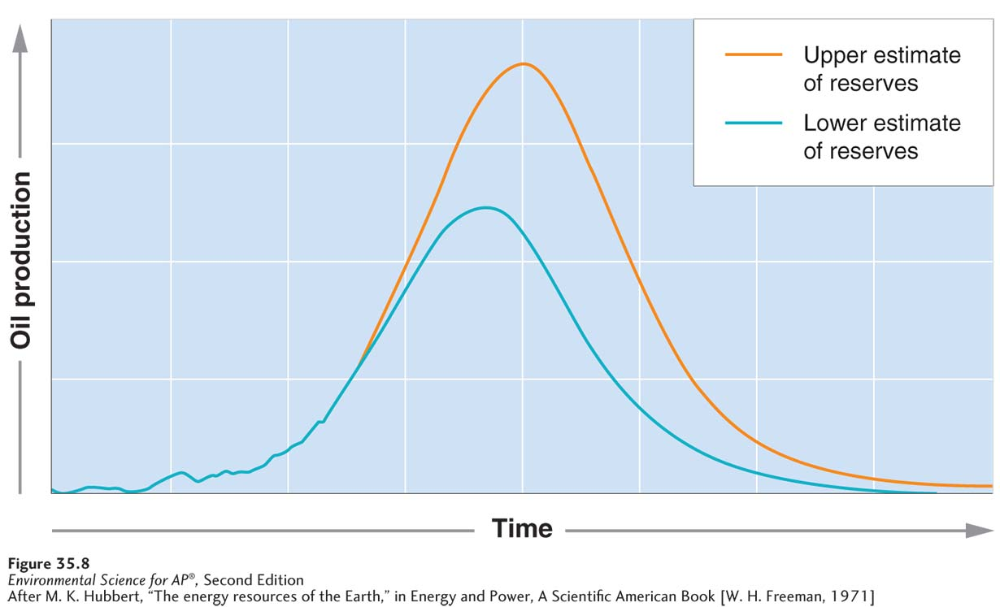 Upper estimate
of reserves
Lower estimate
of reserves
Oil production
Time
Figure 35.8
Environmental Science for AP®, Second Edition
After M. K. Hubbert, “The energy resources of the Earth,” in Energy and Power, A Scientific American Book [W. H. Freeman, 1971]